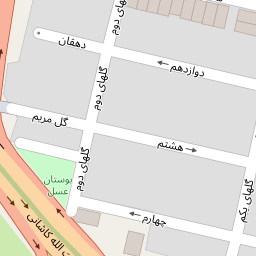 گلهای دوم
دهقان
دوازدهم
گلهای دوم
گل مریم
هشتم
بوستان
عسل
گلهای دوم
گلهای یکم
چهارم
الله کاشانی